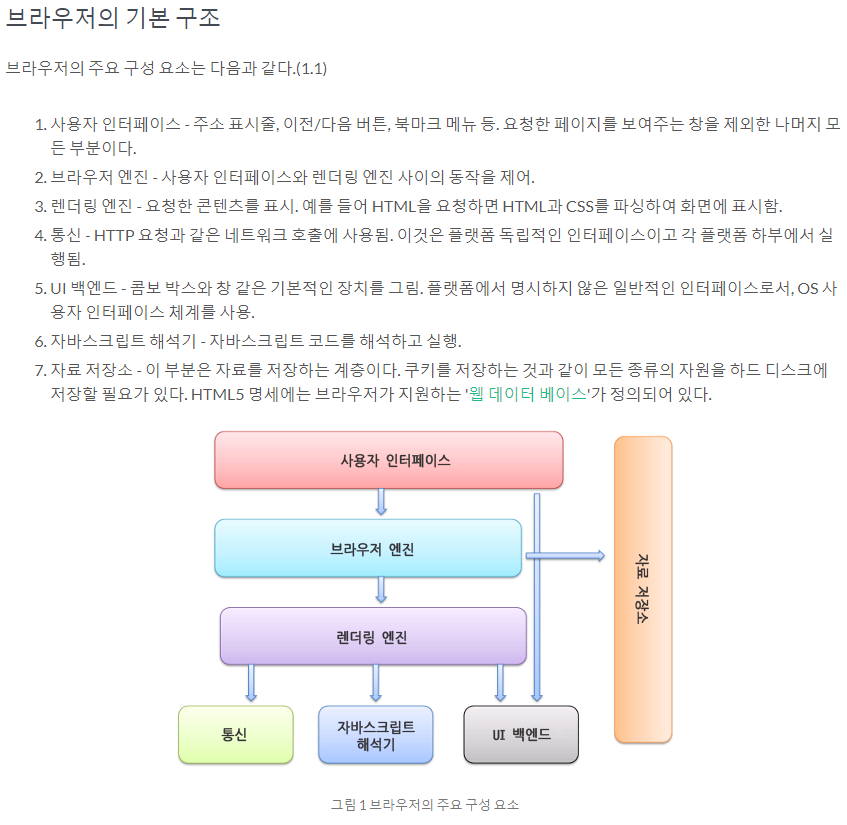 브라우저의 기본 구조
브라우저의 주요 구성 요소는 다음과 같다.(1.1)
1. 사용자 인터페이스 - 주소 표시줄, 이전/다음 버튼, 북마크 메뉴 등. 요청한 페이지를 보여주는 창을 제외한 나머지 모
든 부분이다.
2. 브라우저 엔진 - 사용자 인터페이스와 렌더링 엔진 사이의 동작을 제어.
3. 렌더링 엔진 - 요청한 콘텐츠를 표시. 예를 들어 HTML을 요청하면 HTML과 CSS를 파싱하여 화면에 표시함.
4. 통신 - HTTP 요청과 같은 네트워크 호출에 사용됨. 이것은 플랫폼 독립적인 인터페이스이고 각 플랫폼 하부에서 실
행됨.
5. UI 백엔드 - 콤보 박스와 창 같은 기본적인 장치를 그림. 플랫폼에서 명시하지 않은 일반적인 인터페이스로서, OS 사
용자 인터페이스 체계를 사용.
6. 자바스크립트 해석기 - 자바스크립트 코드를 해석하고 실행.
7. 자료 저장소 - 이 부분은 자료를 저장하는 계층이다. 쿠키를 저장하는 것과 같이 모든 종류의 자원을 하드 디스크에
저장할 필요가 있다. HTML5 명세에는 브라우저가 지원하는 '웹 데이터 베이스'가 정의되어 있다.
사용자 인터페이스
브라우저 엔진
자료 저장소
렌더링 엔진
통신
자바스크립트
해석기
UI 백엔드
그림 1 브라우저의 주요 구성 요소